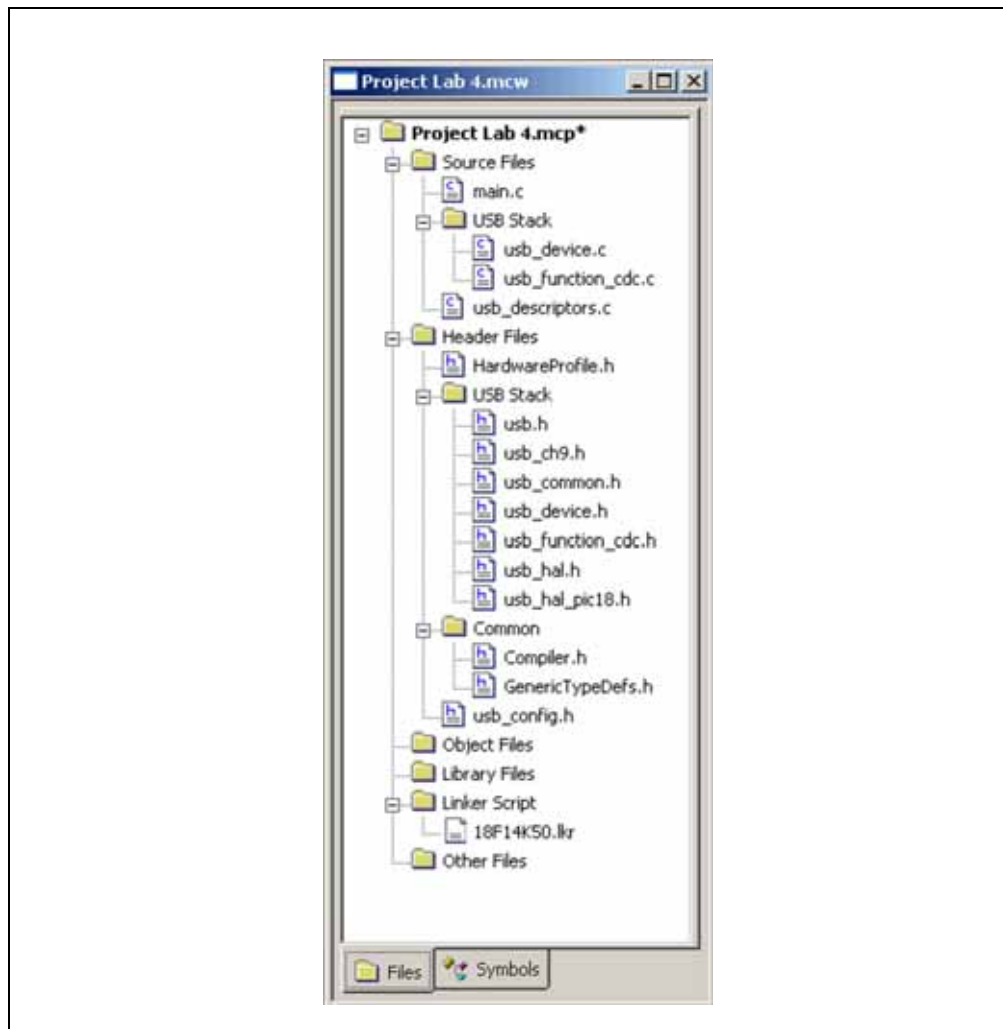 Project Lab 4.mcw
Project Lab 4.mcp*
Source Files
main.c
USB Stack
usb_device.c
usb_function_cdc.c
usb_descriptors.c
Header Files
HardwareProfile.h
USB Stack
usb.h
usb_ch9.h
usb_common.h
usb_device.h
usb_function_cdc.h
usb_hal.h
usb_hal_pic18.h
Common
Compiler.h
GenericTypeDefs.h
usb_config.h
Object Files
Library Files
Linker Script
18F14K50.lkr
Other Files
Files Symbols